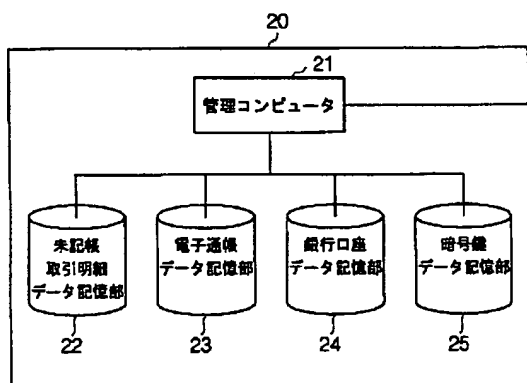 20
21
管理コンピュータ
未記帳
取引明細
データ記憶部
電子通帳
データ記憶部
銀行口座
データ記憶部
暗号鍵
データ記憶部
22
23
24
25